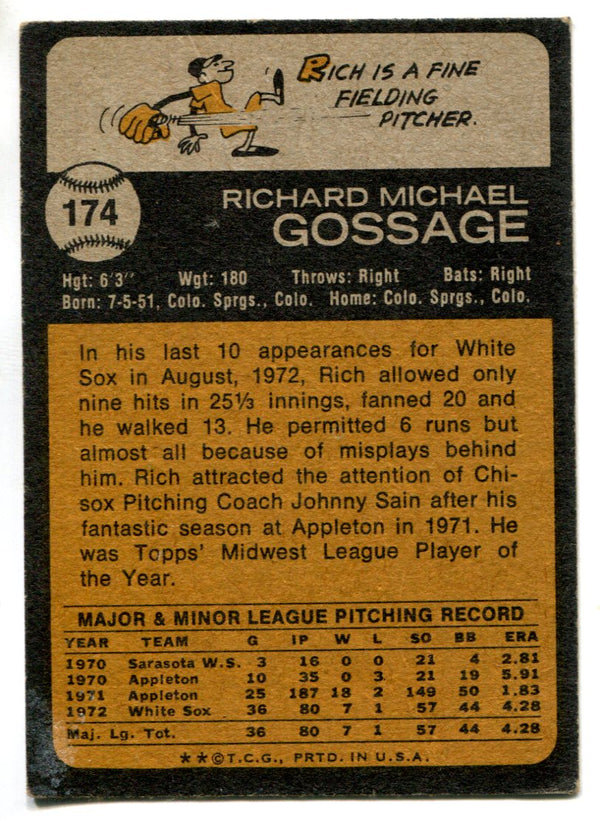 RICH IS A FINE
FIELDING
PITCHER.
174
RICHARD MICHAEL
GOSSAGE
Hgt: 6'3" Wgt: 180 Throws: Right Bats: Right
Born: 7-5-51, Colo. Sprgs., Colo. Home: Colo. Sprgs., Colo.
In his last 10 appearances for White
Sox in August, 1972, Rich allowed only
nine hits in 25⅓ innings, fanned 20 and
he walked 13. He permitted 6 runs but
almost all because of misplays behind
him. Rich attracted the attention of Chi-
sox Pitching Coach Johnny Sain after his
fantastic season at Appleton in 1971. He
was Topps' Midwest League Player of
the Year.
MAJOR & MINOR LEAGUE PITCHING RECORD
YEAR TEAM G IP W L SO BB ERA
1970 Sarasota W.S. 3 16 0 0 21 4 2.81
1970 Appleton 10 35 0 3 21 19 5.91
1971 Appleton 25 187 18 2 149 50 1.83
1972 White Sox 36 80 7 1 57 44 4.28
Maj. Lg. Tot. 36 80 7 1 57 44 4.28
**©T.C.G., PRTD. IN U.S.A.